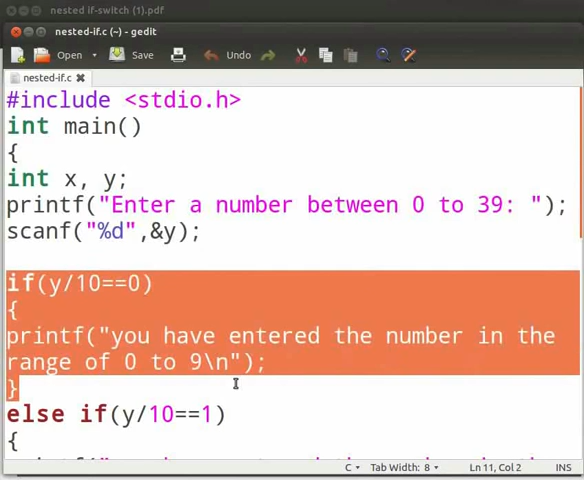 nested if-switch (1).pdf
nested-if.c (~) - gedit
Open Save Undo
nested-if.c
#include <stdio.h>
int main()
{
int x, y;
printf("Enter a number between 0 to 39: ");
scanf("%d",&y);
if(y/10==0)
{
printf("you have entered the number in the
range of 0 to 9\n");
}
else if(y/10==1)
{
C Tab Width: 8 Ln 11, Col 2 INS